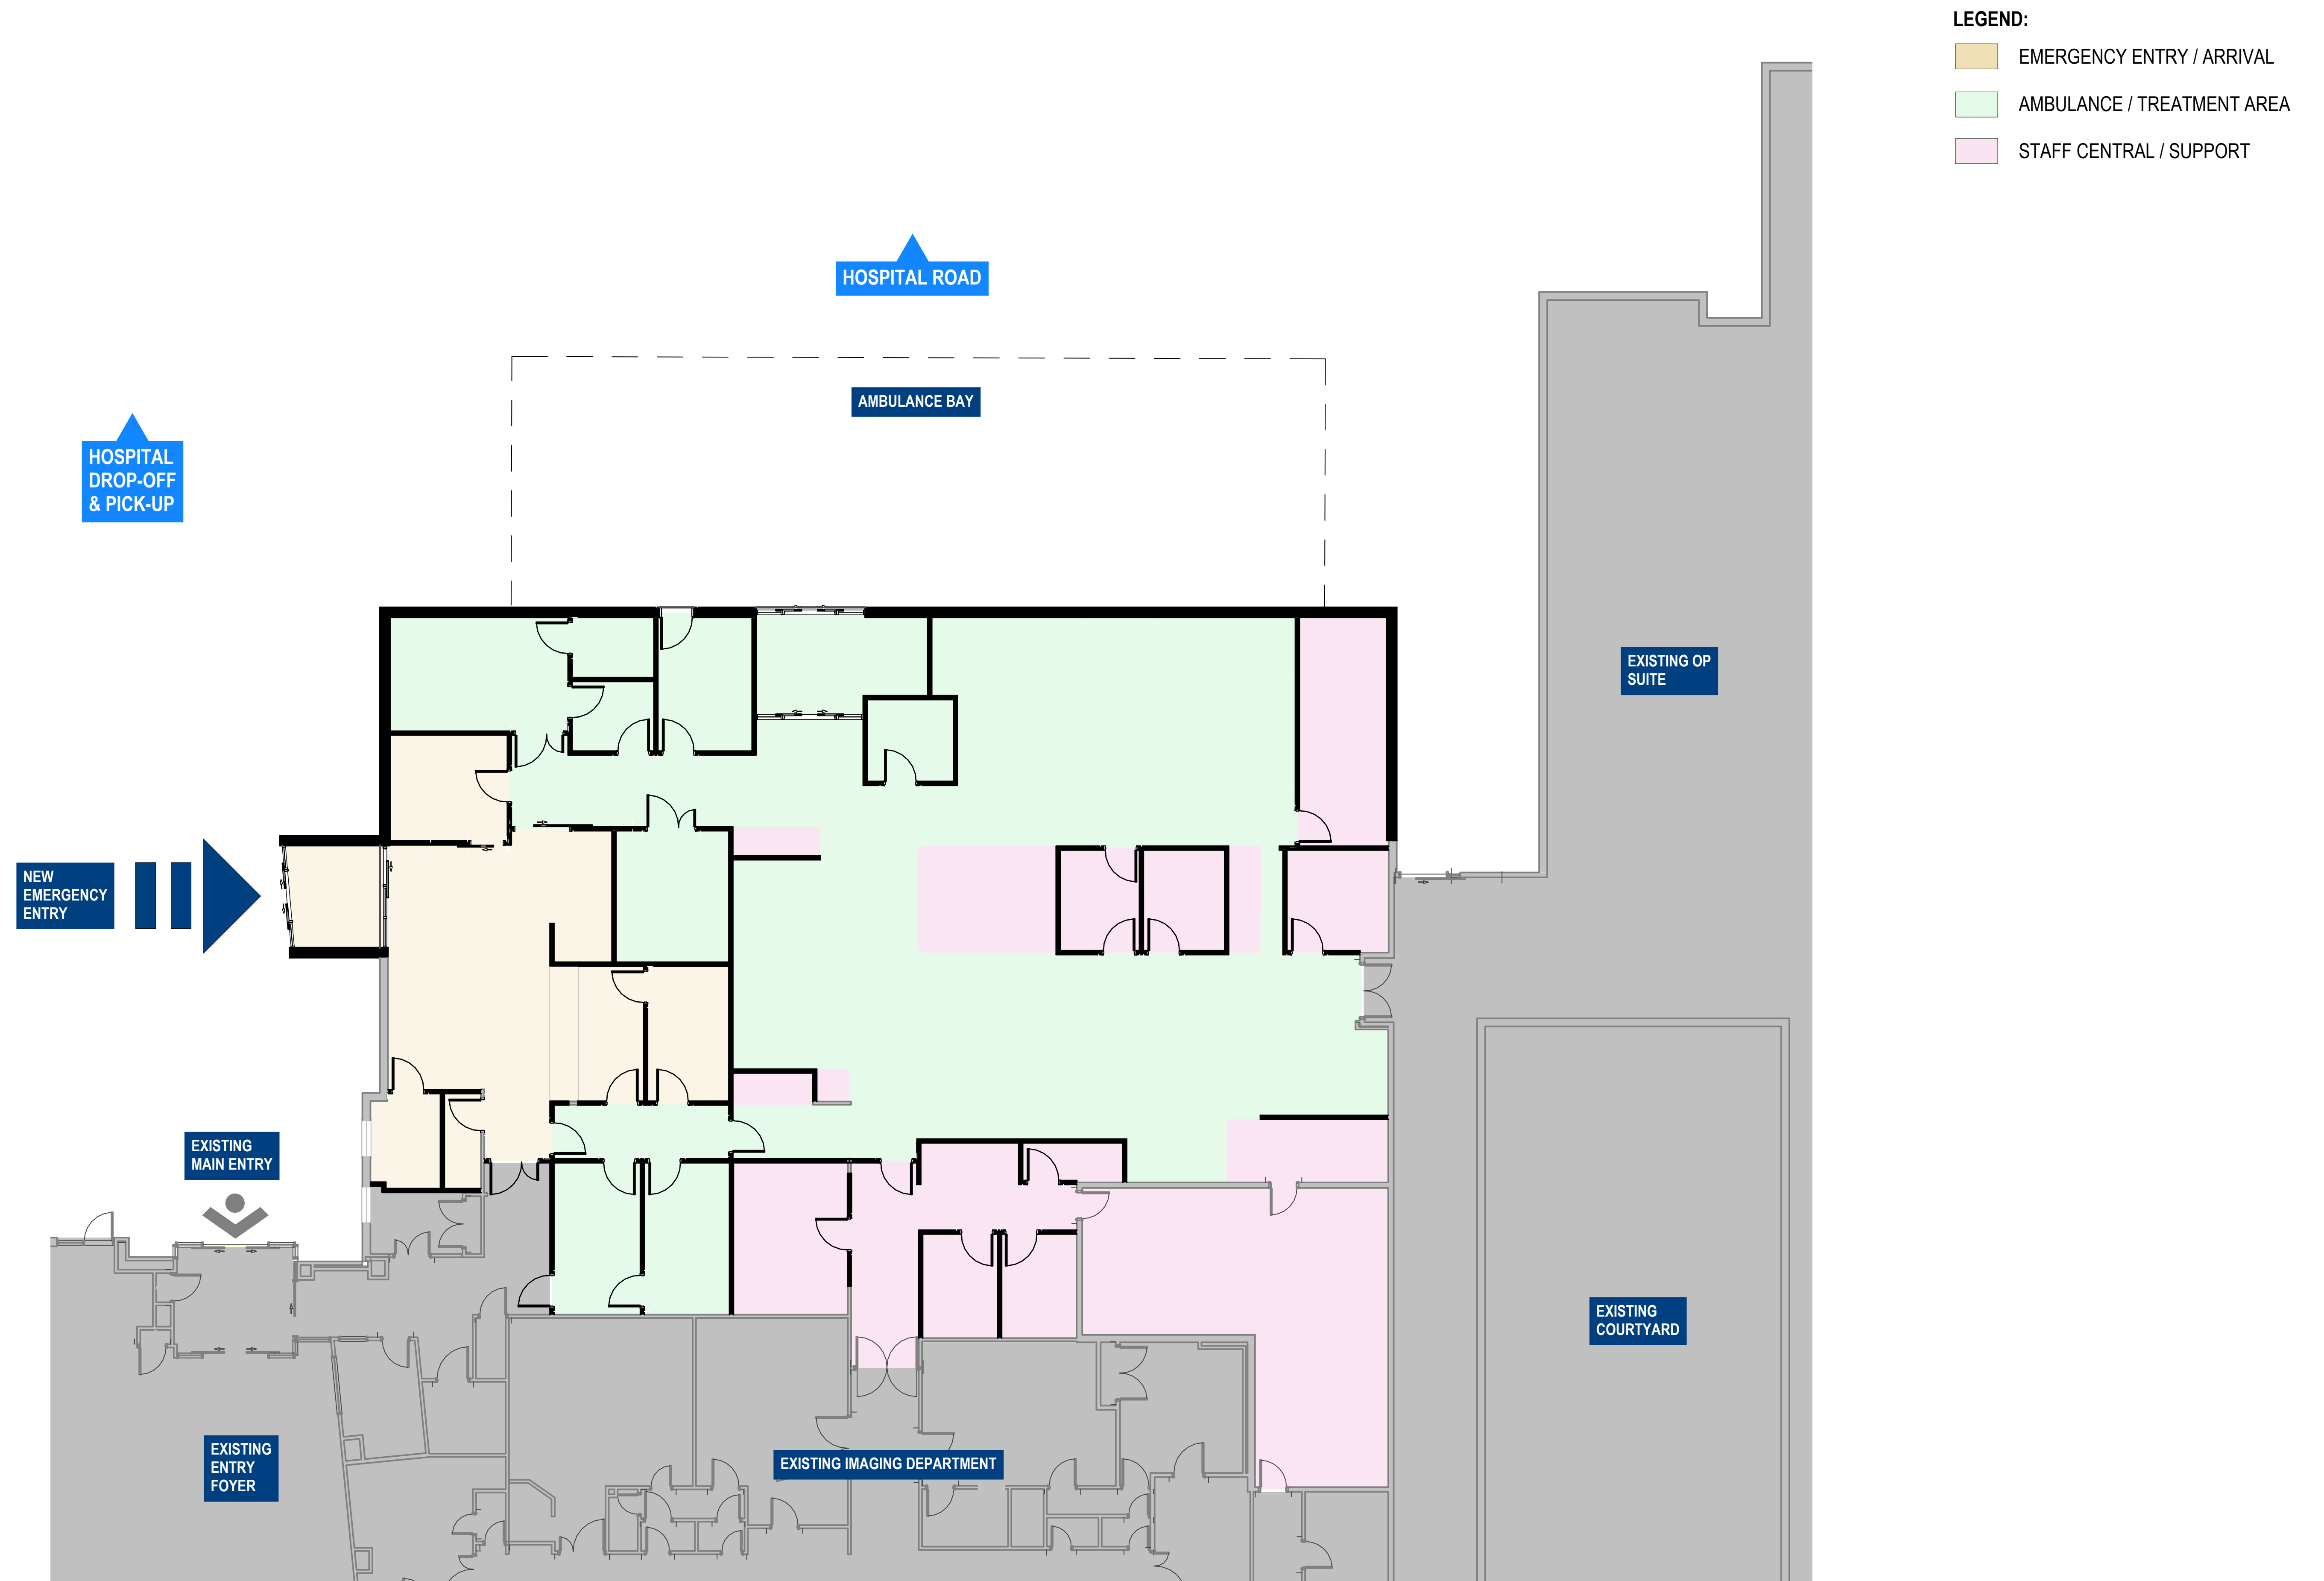 LEGEND:
EMERGENCY ENTRY / ARRIVAL
AMBULANCE / TREATMENT AREA
STAFF CENTRAL / SUPPORT
HOSPITAL ROAD
AMBULANCE BAY
HOSPITAL
DROP-OFF
& PICK-UP
EXISTING OP
SUITE
NEW
EMERGENCY
ENTRY
EXISTING
MAIN ENTRY
EXISTING
COURTYARD
EXISTING
ENTRY
FOYER
EXISTING IMAGING DEPARTMENT